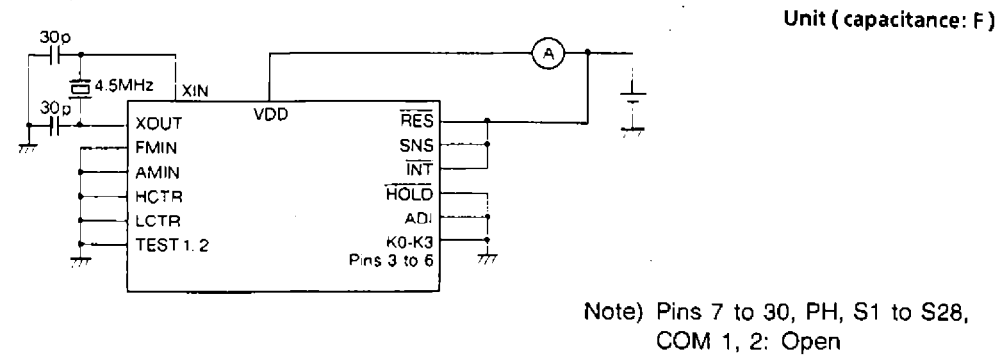 Unit ( capacitance: F )
30p
4.5MHz
XIN
30p
A
VDD
XOUT
FMIN
AMIN
HCTR
LCTR
TEST 1, 2
RES
SNS
INT
HOLD
ADI
K0-K3
Pins 3 to 6
Note) Pins 7 to 30, PH, S1 to S28,
COM 1, 2: Open